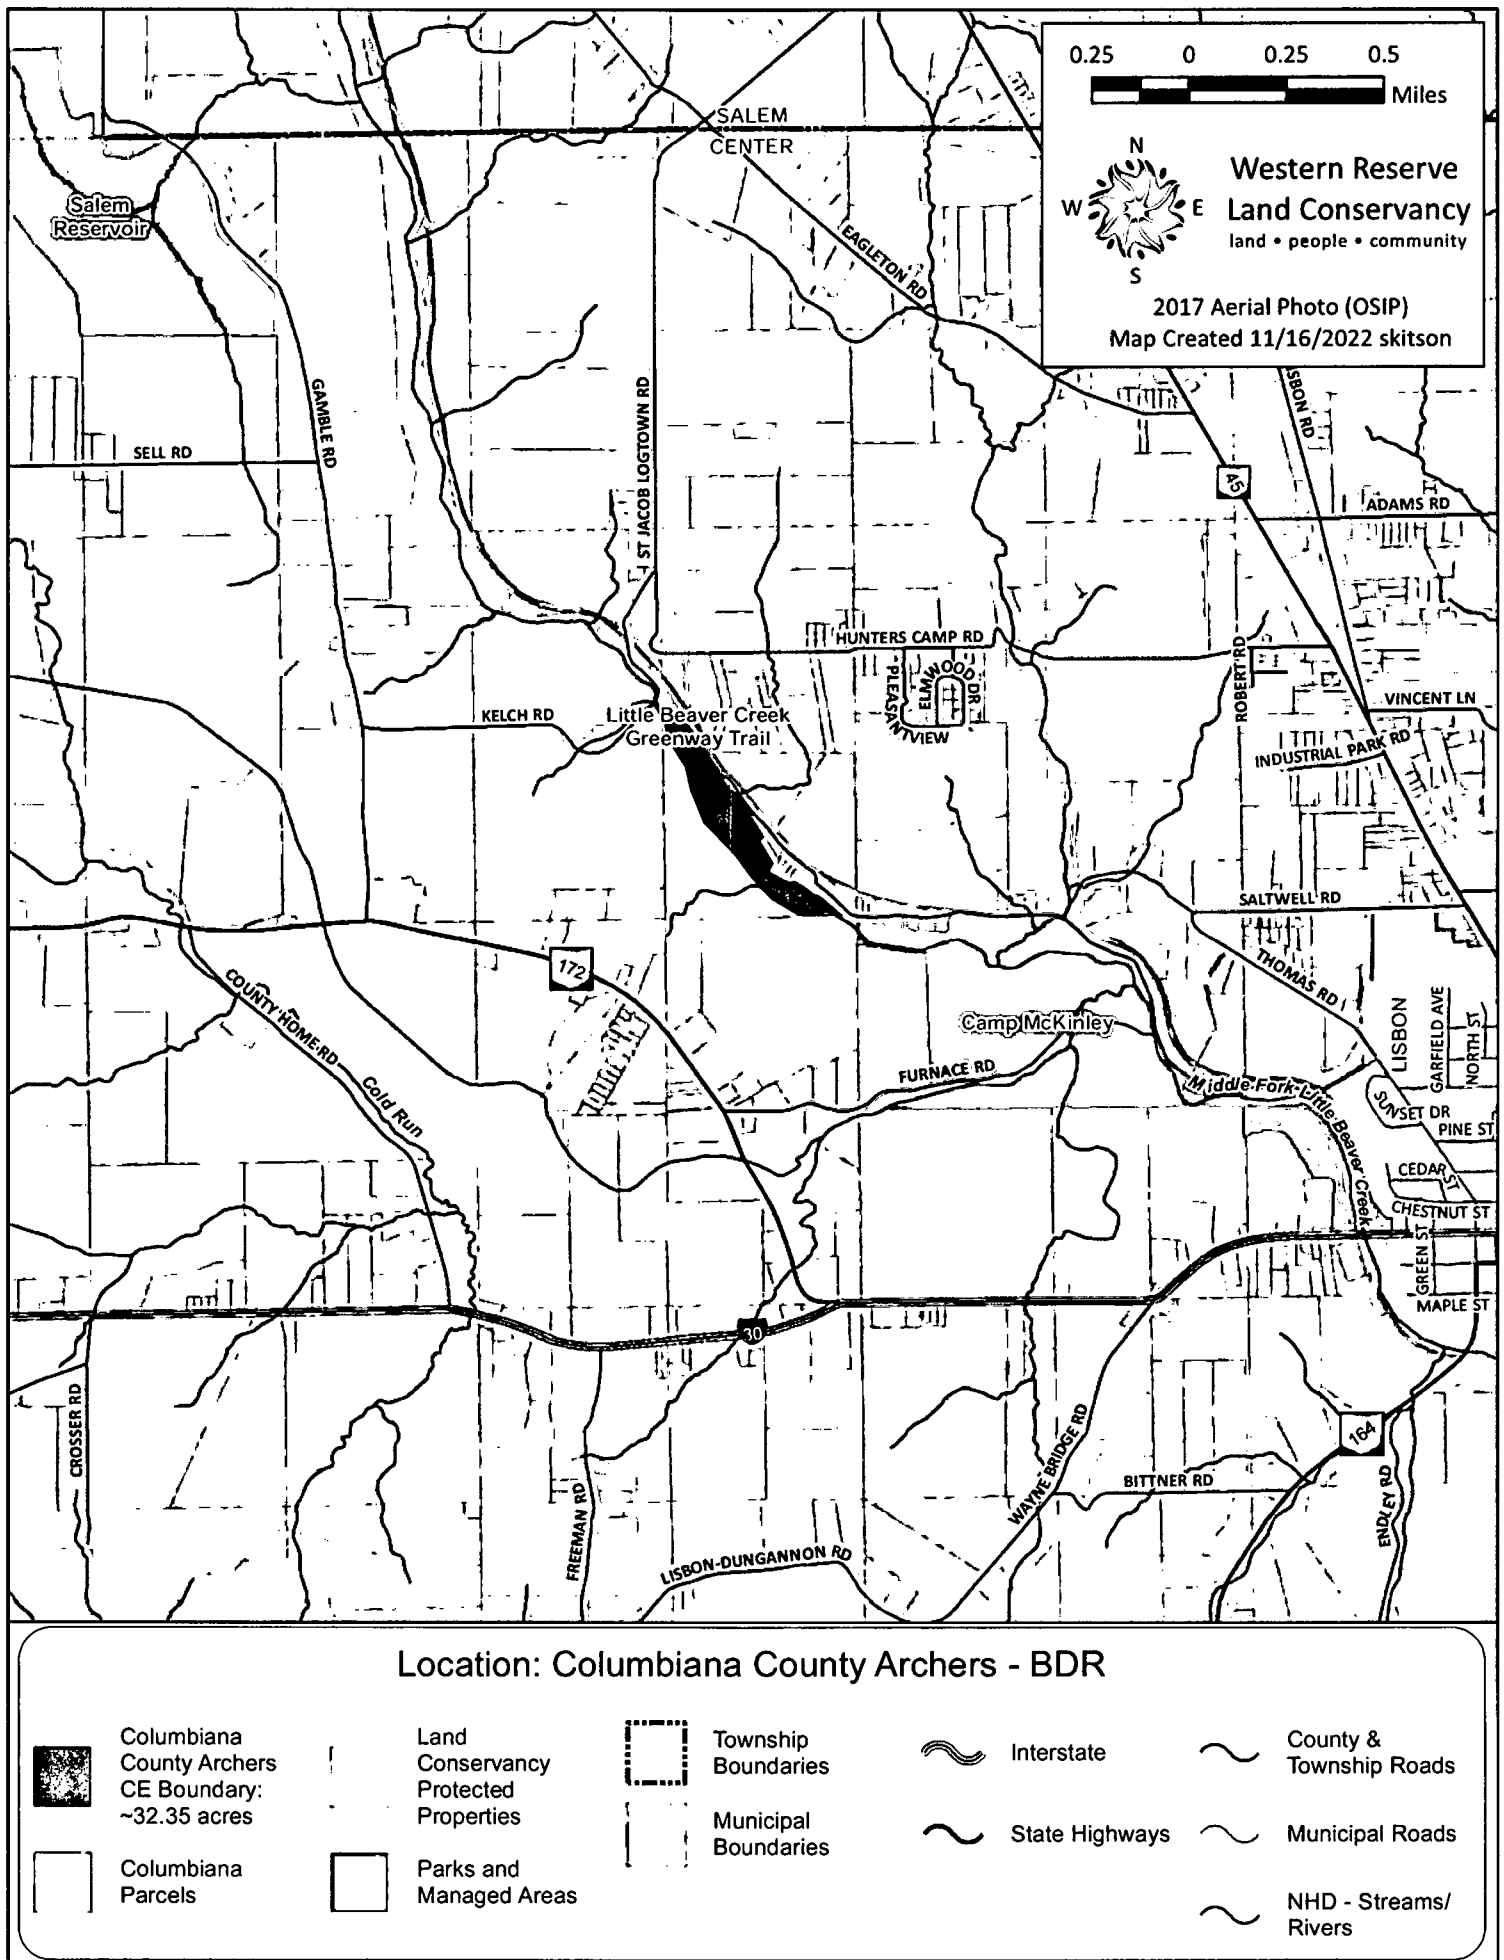 0.25 0 0.25 0.5
Miles
N
W E
S
Western Reserve
Land Conservancy
land • people • community
2017 Aerial Photo (OSIP)
Map Created 11/16/2022 skitson
SALEM
CENTER
Salem
Reservoir
EAGLETON RD
GAMBLE RD
ST JACOB LOGTOWN RD
SBON RD
SELL RD
45
ADAMS RD
HUNTERS CAMP RD
ELMWOOD DR
PLEASANTVIEW
ROBERT RD
VINCENT LN
KELCH RD
Little Beaver Creek
Greenway Trail
INDUSTRIAL PARK RD
SALTWELL RD
172
THOMAS RD
COUNTY HOME RD
Cold Run
Camp McKinley
LISBON
GARFIELD AVE
NORTH ST
FURNACE RD
Middle Fork Little Beaver Creek
SUNSET DR
PINE ST
CEDAR ST
CHESTNUT ST
GREEN ST
MAPLE ST
30
CROSSER RD
164
WAYNE BRIDGE RD
BITTNER RD
ENDLEY RD
FREEMAN RD
LISBON-DUNGANNON RD
Location: Columbiana County Archers - BDR
Columbiana
County Archers
CE Boundary:
~32.35 acres
Columbiana
Parcels
Land
Conservancy
Protected
Properties
Parks and
Managed Areas
Township
Boundaries
Municipal
Boundaries
Interstate
State Highways
County &
Township Roads
Municipal Roads
NHD - Streams/
Rivers